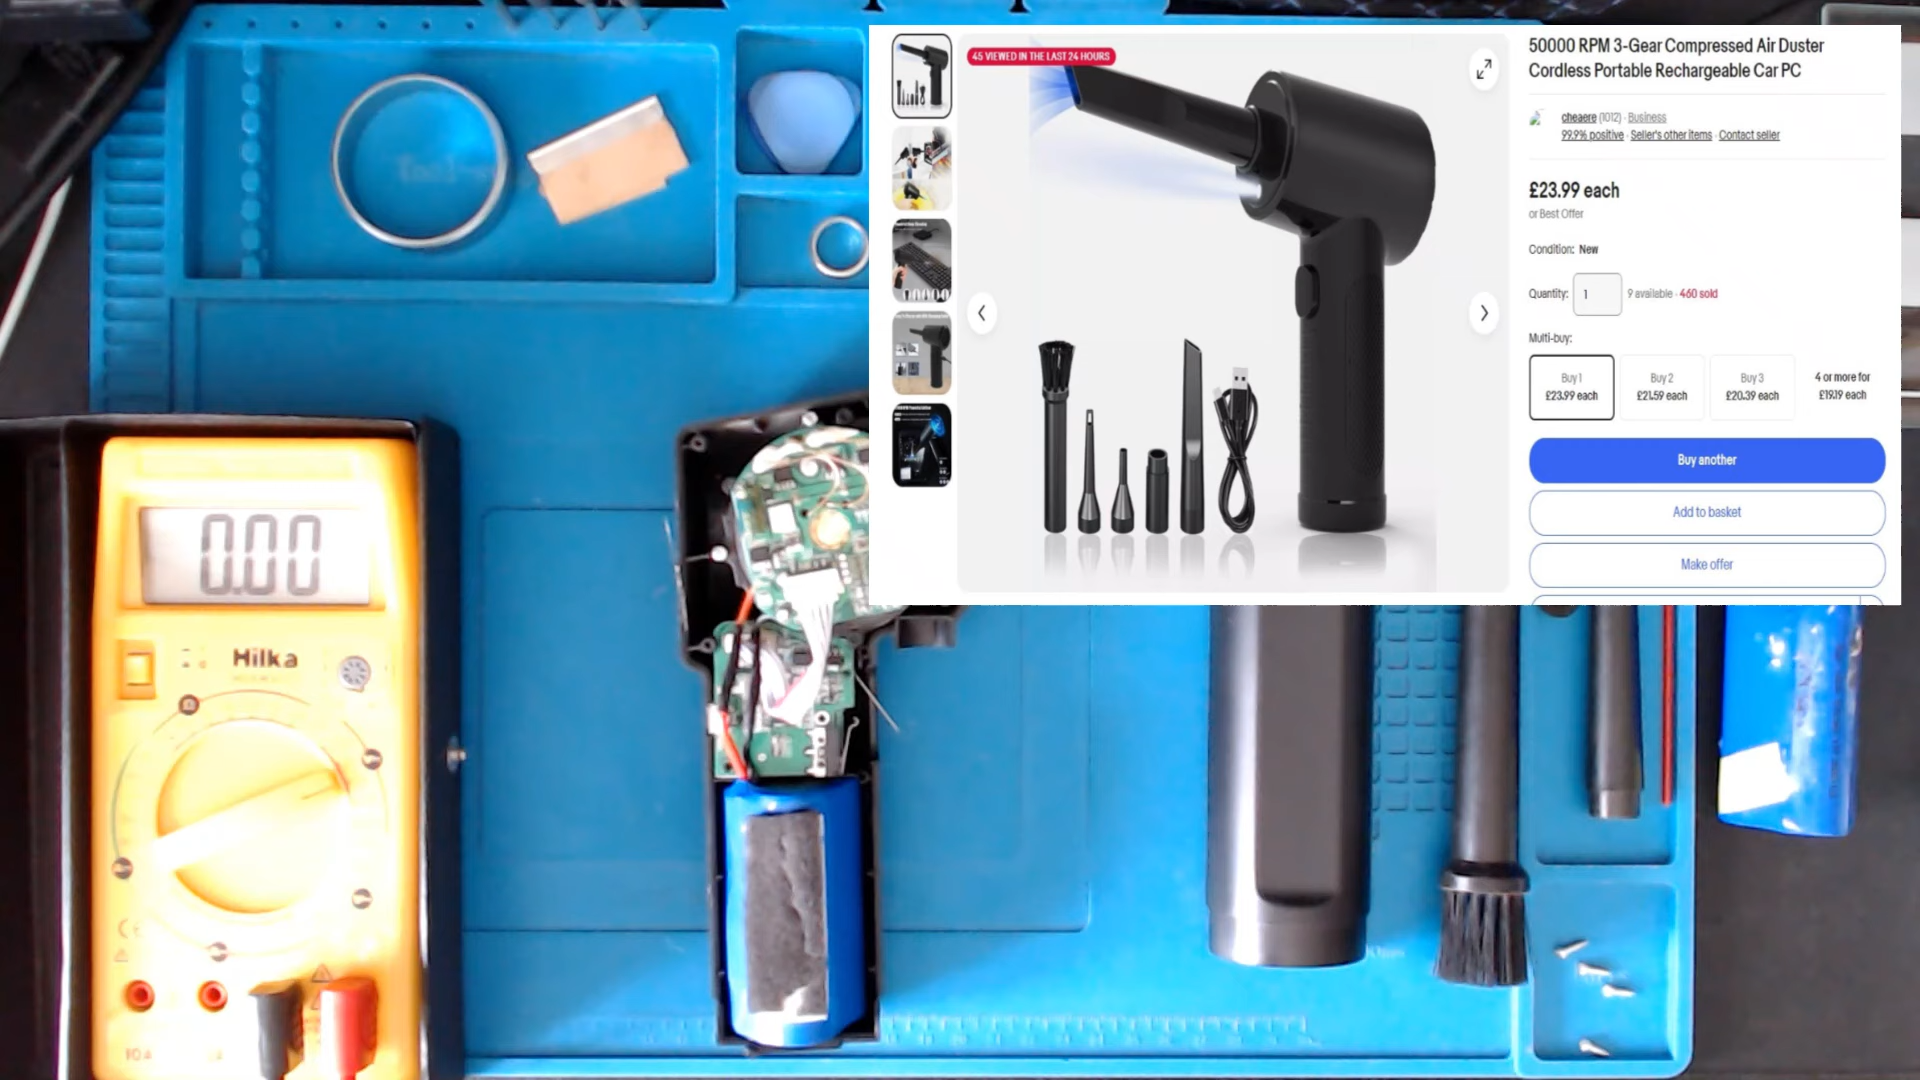 45 VIEWED IN THE LAST 24 HOURS
50000 RPM 3-Gear Compressed Air Duster
Cordless Portable Rechargeable Car PC
cheaere (1012) · Business
99.9% positive · Seller's other items · Contact seller
£23.99 each
or Best Offer
Condition: New
Quantity: 1 9 available · 460 sold
Multi-buy:
Buy 1
£23.99 each
Buy 2
£21.59 each
Buy 3
£20.39 each
4 or more for
£19.19 each
Buy another
Add to basket
Make offer
0.00
Hilka
CE
10A